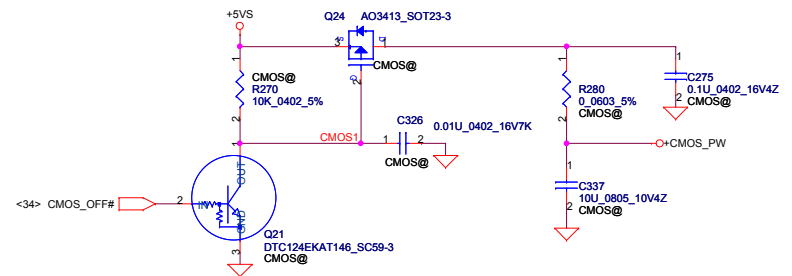 +5VS
Q24
AO3413_SOT23-3
3
S
D
1
CMOS@
G
2
1
CMOS@
R270
10K_0402_5%
2
1
R280
0_0603_5%
CMOS@
2
1
C275
0.1U_0402_16V4Z
2
CMOS@
C326
0.01U_0402_16V7K
CMOS1
1
2
CMOS@
+CMOS_PW
1
OUT
<34> CMOS_OFF#
2
IN
GND
3
Q21
DTC124EKAT146_SC59-3
CMOS@
1
C337
10U_0805_10V4Z
2
CMOS@